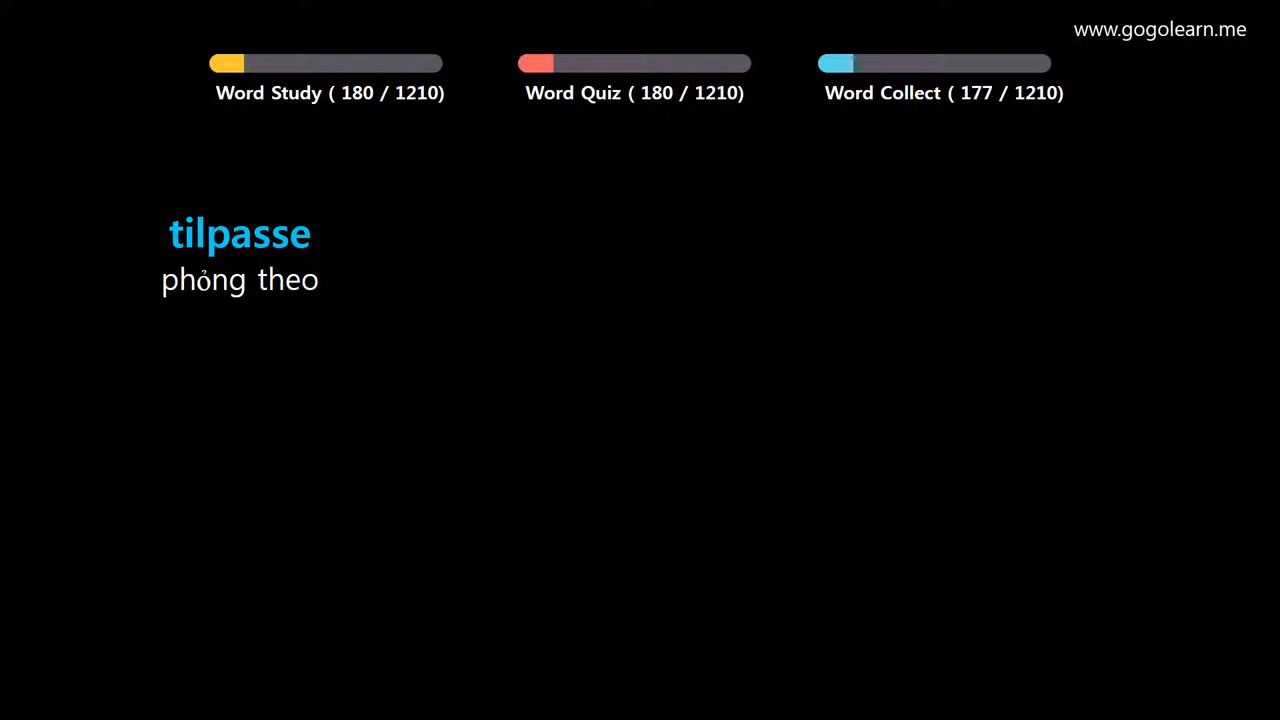 www.gogolearn.me
Word Study ( 180 / 1210)
Word Quiz ( 180 / 1210)
Word Collect ( 177 / 1210)
tilpasse
phỏng theo